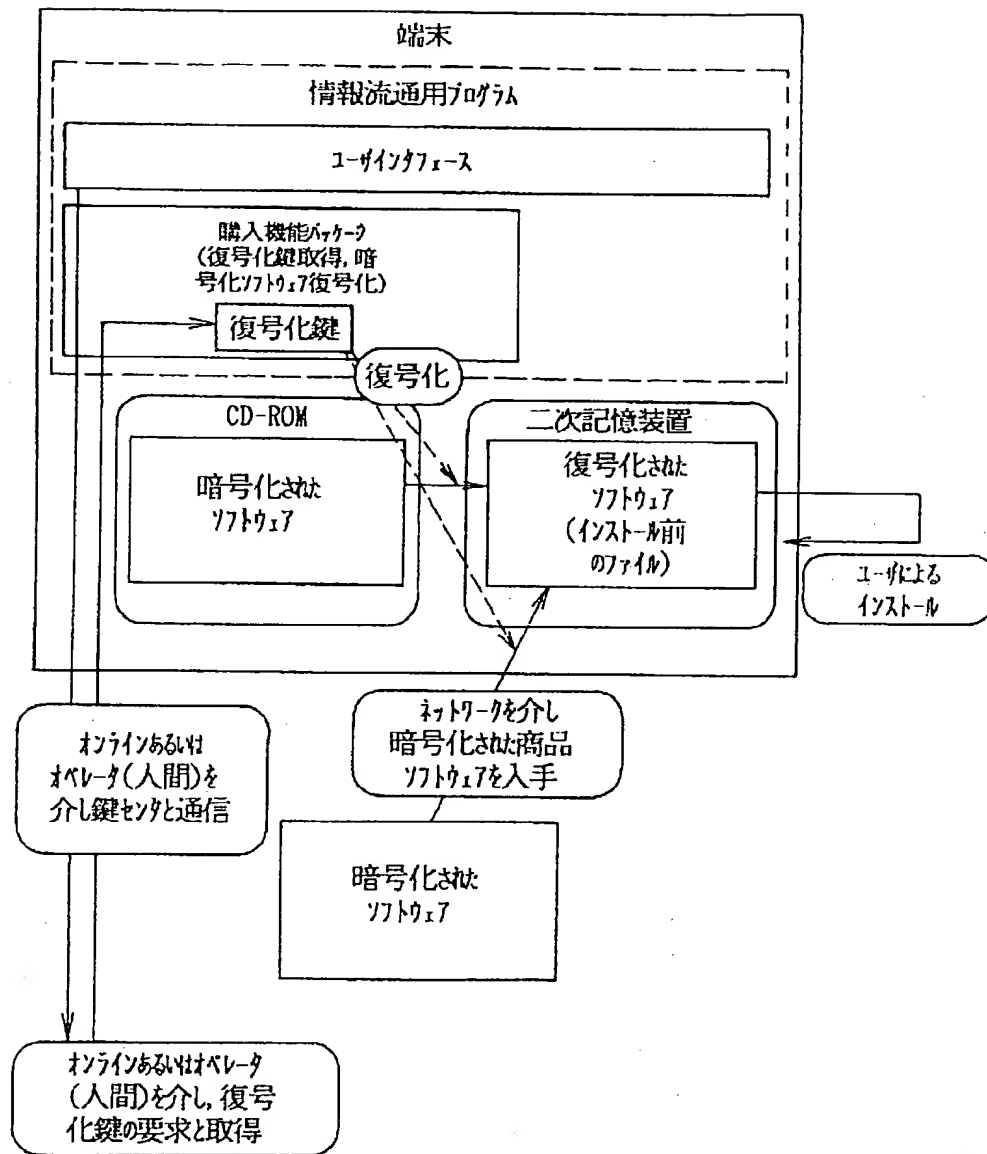 端末
情報流通用プログラム
ユーザインタフェース
購入機能パッケージ
(復号化鍵取得,暗
号化ソフトウェア復号化)
復号化鍵
復号化
CD-ROM
暗号化された
ソフトウェア
二次記憶装置
復号化された
ソフトウェア
(インストール前
のファイル)
ユーザによる
インストール
ネットワークを介し
暗号化された商品
ソフトウェアを入手
オンラインあるいは
オペレータ(人間)を
介し鍵センタと通信
暗号化された
ソフトウェア
オンラインあるいはオペレータ
(人間)を介し,復号
化鍵の要求と取得